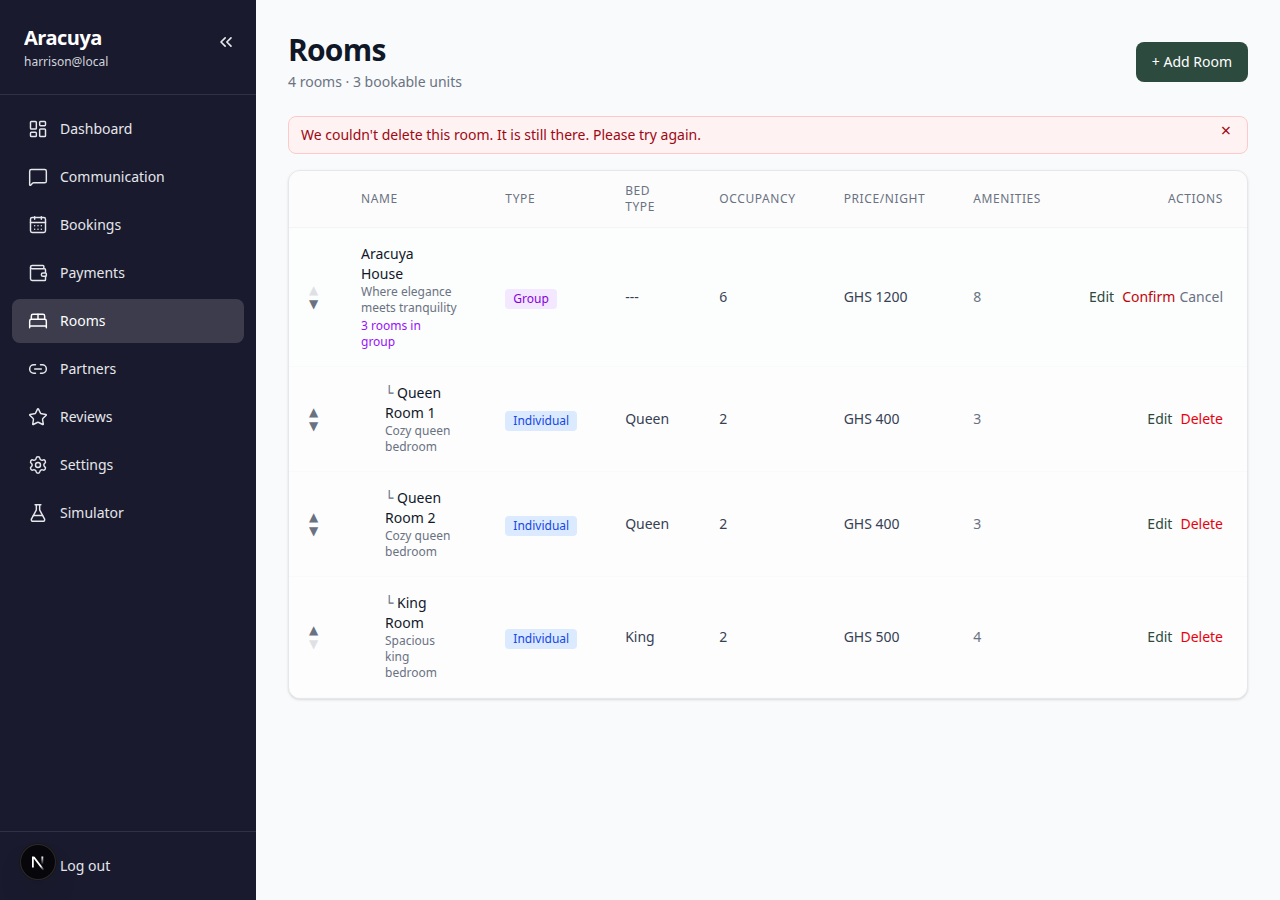 Aracuya
harrison@local
Dashboard
Communication
Bookings
Payments
Rooms
Partners
Reviews
Settings
Simulator
N
Log out
Rooms
4 rooms · 3 bookable units
+ Add Room
We couldn't delete this room. It is still there. Please try again.
×
NAME TYPE BED TYPE OCCUPANCY PRICE/NIGHT AMENITIES ACTIONS
▲
▼
Aracuya
House
Where elegance
meets tranquility
3 rooms in
group
Group --- 6 GHS 1200 8 Edit Confirm Cancel
▲
▼
└ Queen
Room 1
Cozy queen
bedroom
Individual Queen 2 GHS 400 3 Edit Delete
▲
▼
└ Queen
Room 2
Cozy queen
bedroom
Individual Queen 2 GHS 400 3 Edit Delete
▲
▼
└ King
Room
Spacious
king
bedroom
Individual King 2 GHS 500 4 Edit Delete